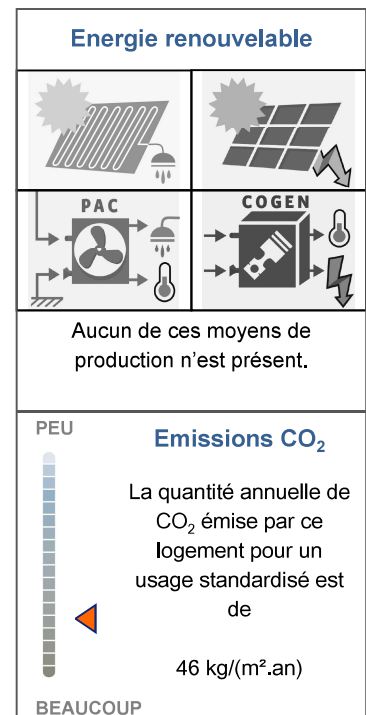 Energie renouvelable
PAC
COGEN
Aucun de ces moyens de
production n'est présent.
PEU
Emissions CO₂
La quantité annuelle de
CO₂ émise par ce
logement pour un
usage standardisé est
de
46 kg/(m².an)
BEAUCOUP